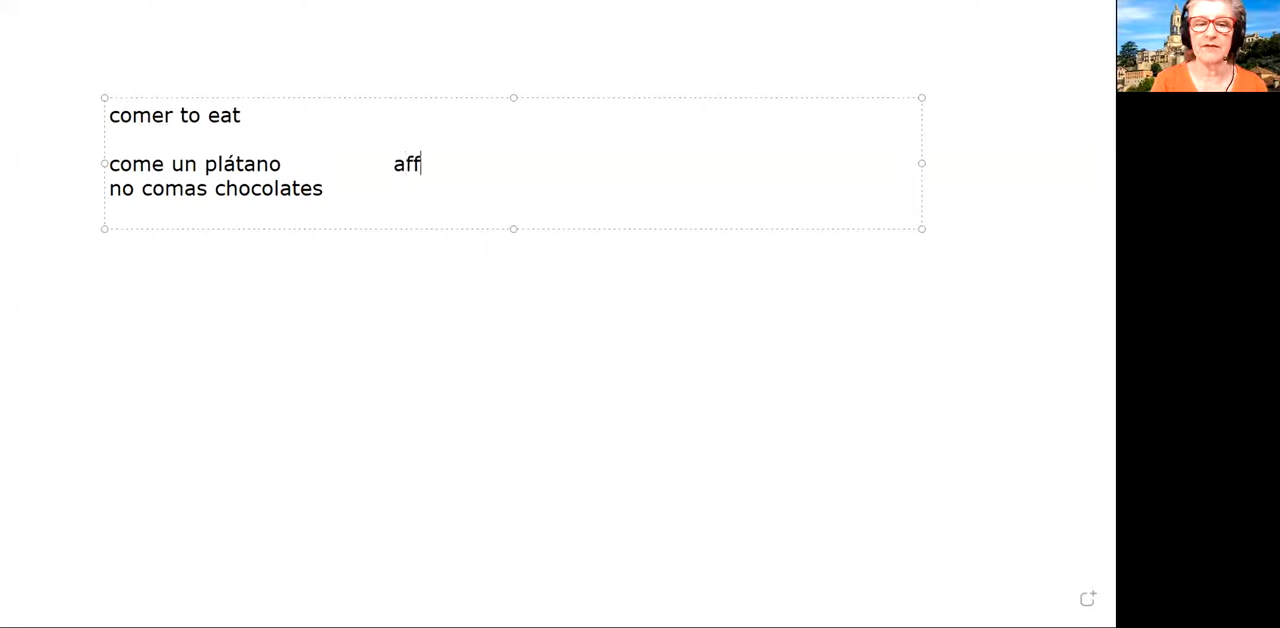 comer to eat
come un plátano aff
no comas chocolates